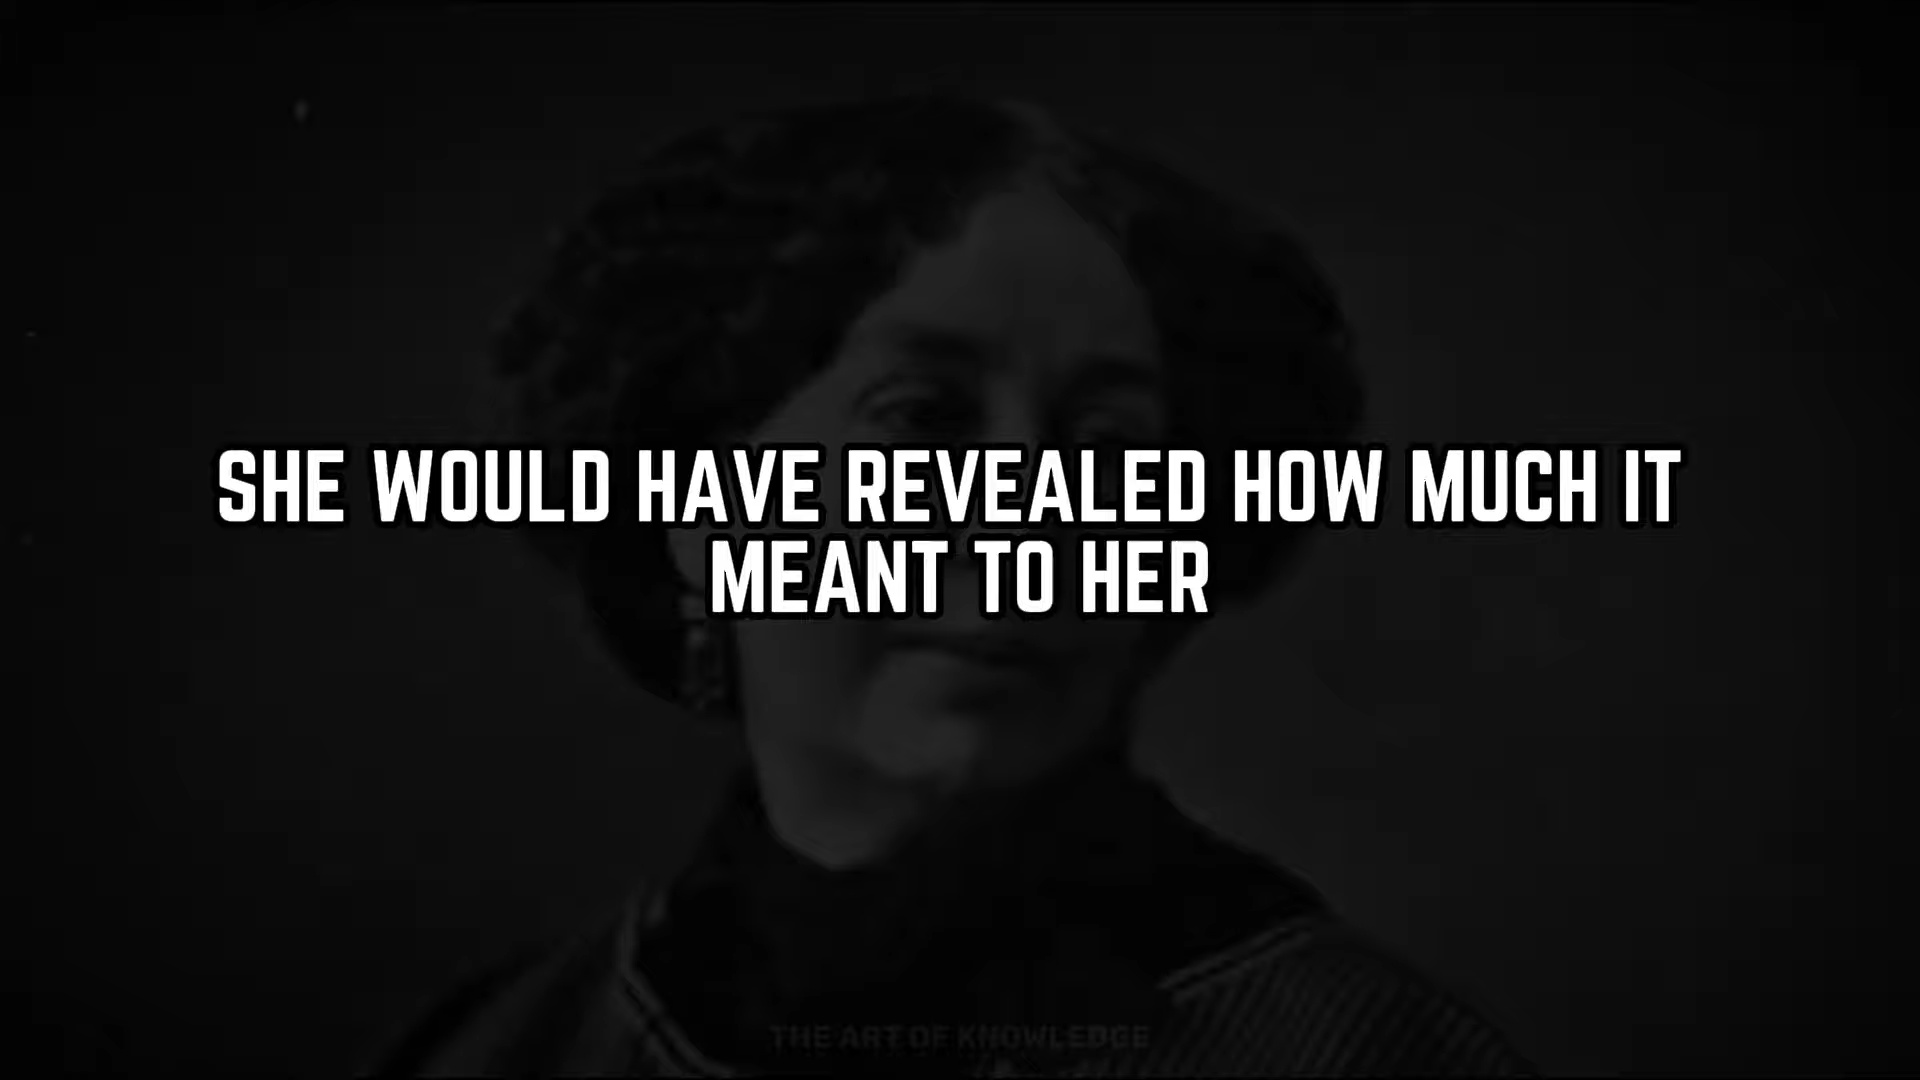 SHE WOULD HAVE REVEALED HOW MUCH IT
MEANT TO HER
THE ART OF KNOWLEDGE